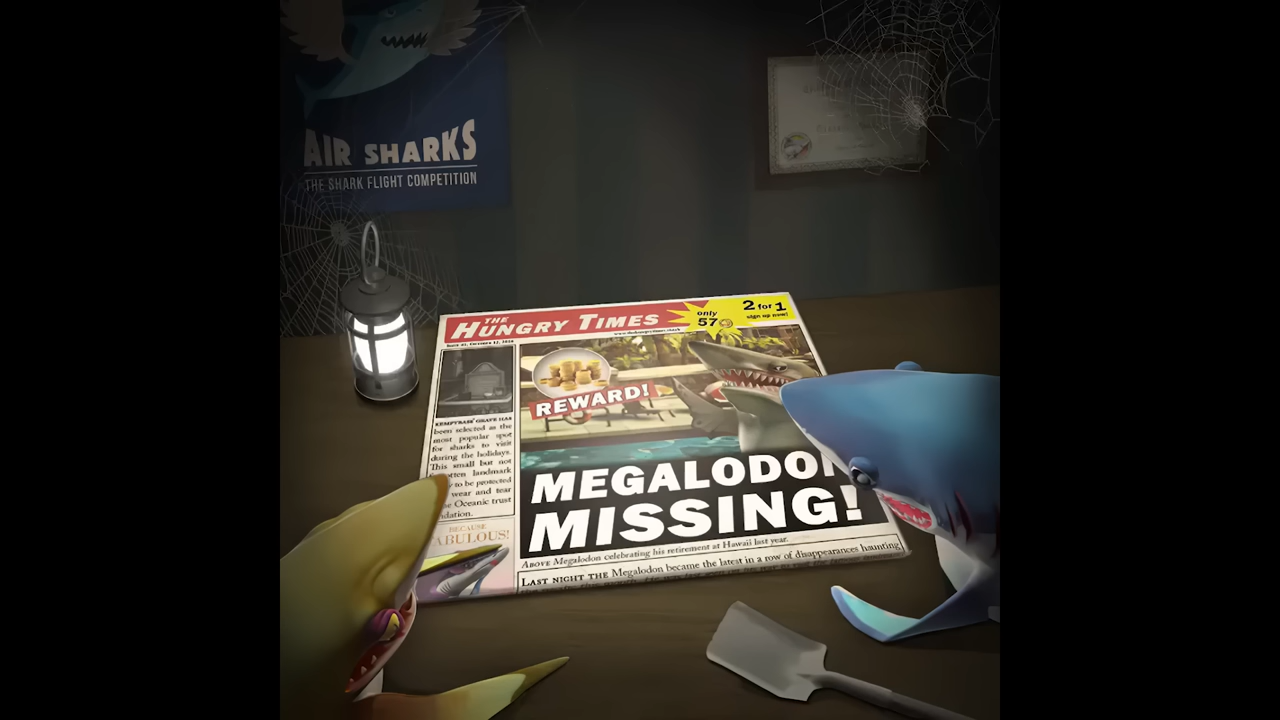 AIR SHARKS
THE SHARK FLIGHT COMPETITION
THE
HUNGRY TIMES
only
57
2 for 1
sign up now!
REWARD!
GRAVE HAS
been selected as the
most popular spot
for sharks to visit
during the holidays.
This small but not
landmark
to be protected
wear and tear
Oceanic trust
BECAUSE
ABULOUS!
MEGALODON
MISSING!
ABOVE Megalodon celebrating his retirement at Hawaii last year.
LAST NIGHT THE Megalodon became the latest in a row of disappearances haunting